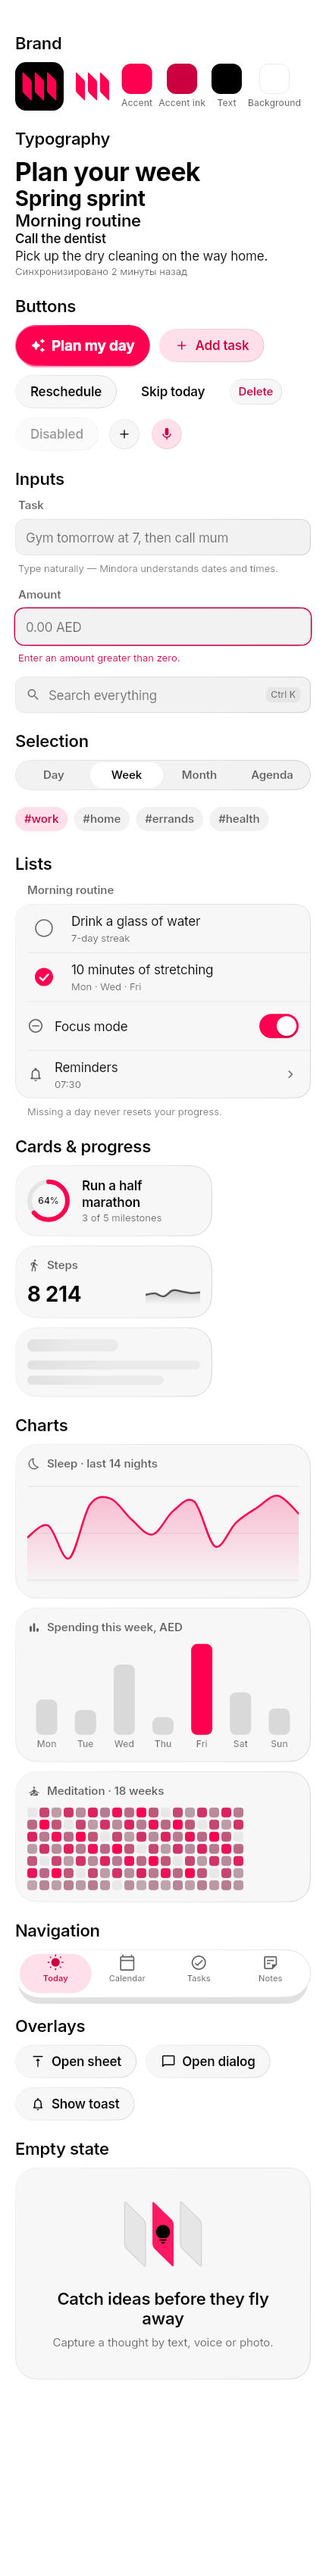 Brand
Accent
Accent ink
Text
Background
Typography
Plan your week
Spring sprint
Morning routine
Call the dentist
Pick up the dry cleaning on the way home.
Синхронизировано 2 минуты назад
Buttons
Plan my day
Add task
Reschedule
Skip today
Delete
Disabled
Inputs
Task
Gym tomorrow at 7, then call mum
Type naturally — Mindora understands dates and times.
Amount
0.00 AED
Enter an amount greater than zero.
Search everything
Ctrl K
Selection
Day
Week
Month
Agenda
#work
#home
#errands
#health
Lists
Morning routine
Drink a glass of water
7-day streak
10 minutes of stretching
Mon · Wed · Fri
Focus mode
Reminders
07:30
Missing a day never resets your progress.
Cards & progress
64%
Run a half
marathon
3 of 5 milestones
Steps
8 214
Charts
Sleep · last 14 nights
Spending this week, AED
Mon
Tue
Wed
Thu
Fri
Sat
Sun
Meditation · 18 weeks
Navigation
Today
Calendar
Tasks
Notes
Overlays
Open sheet
Open dialog
Show toast
Empty state
Catch ideas before they fly
away
Capture a thought by text, voice or photo.